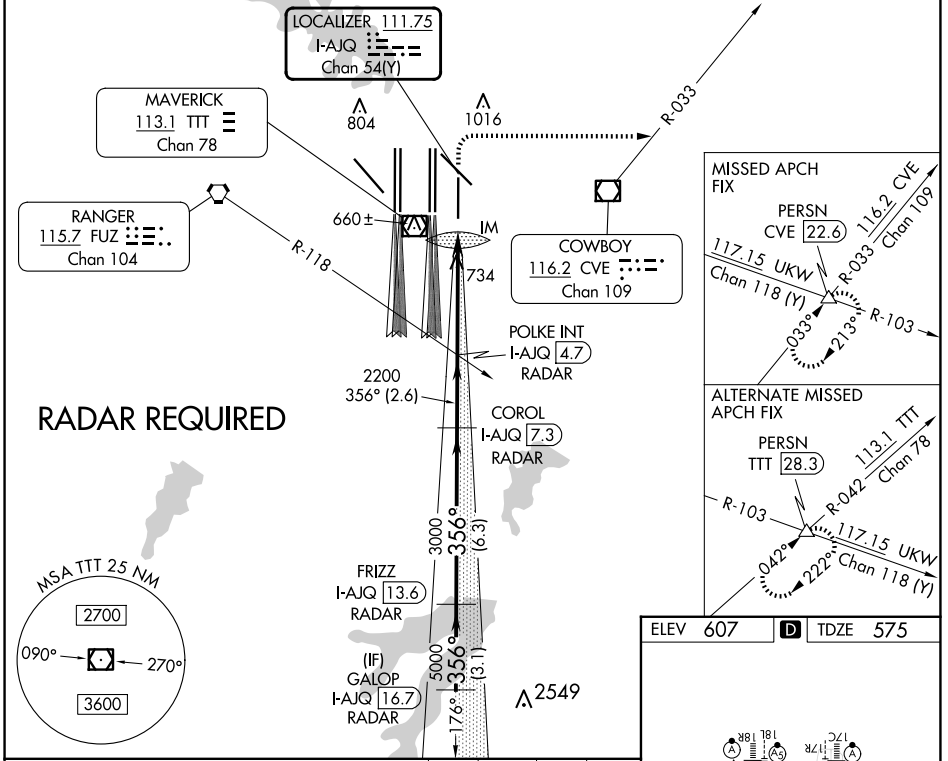 LOCALIZER 111.75
I-AJQ
Chan 54(Y)
MAVERICK
113.1 TTT
Chan 78
804
1016
R-033
RANGER
115.7 FUZ
Chan 104
660 ±
IM
R-118
734
COWBOY
116.2 CVE
Chan 109
POLKE INT
I-AJQ 4.7
RADAR
2200
356° (2.6)
RADAR REQUIRED
COROL
I-AJQ 7.3
RADAR
3000
356°
(6.3)
FRIZZ
I-AJQ 13.6
RADAR
5000
356°
(3.1)
(IF)
GALOP
I-AJQ 16.7
RADAR
176°
2549
MSA TTT 25 NM
2700
090°
270°
3600
MISSED APCH
FIX
PERSN
CVE 22.6
116.2 CVE
Chan 109
R-033
117.15 UKW
Chan 118 (Y)
R-103
033°
213°
ALTERNATE MISSED
APCH FIX
PERSN
TTT 28.3
113.1 TTT
Chan 78
R-042
R-103
117.15 UKW
Chan 118 (Y)
042°
222°
ELEV 607 D TDZE 575
18R
18L
17R
17C
A
A5
A